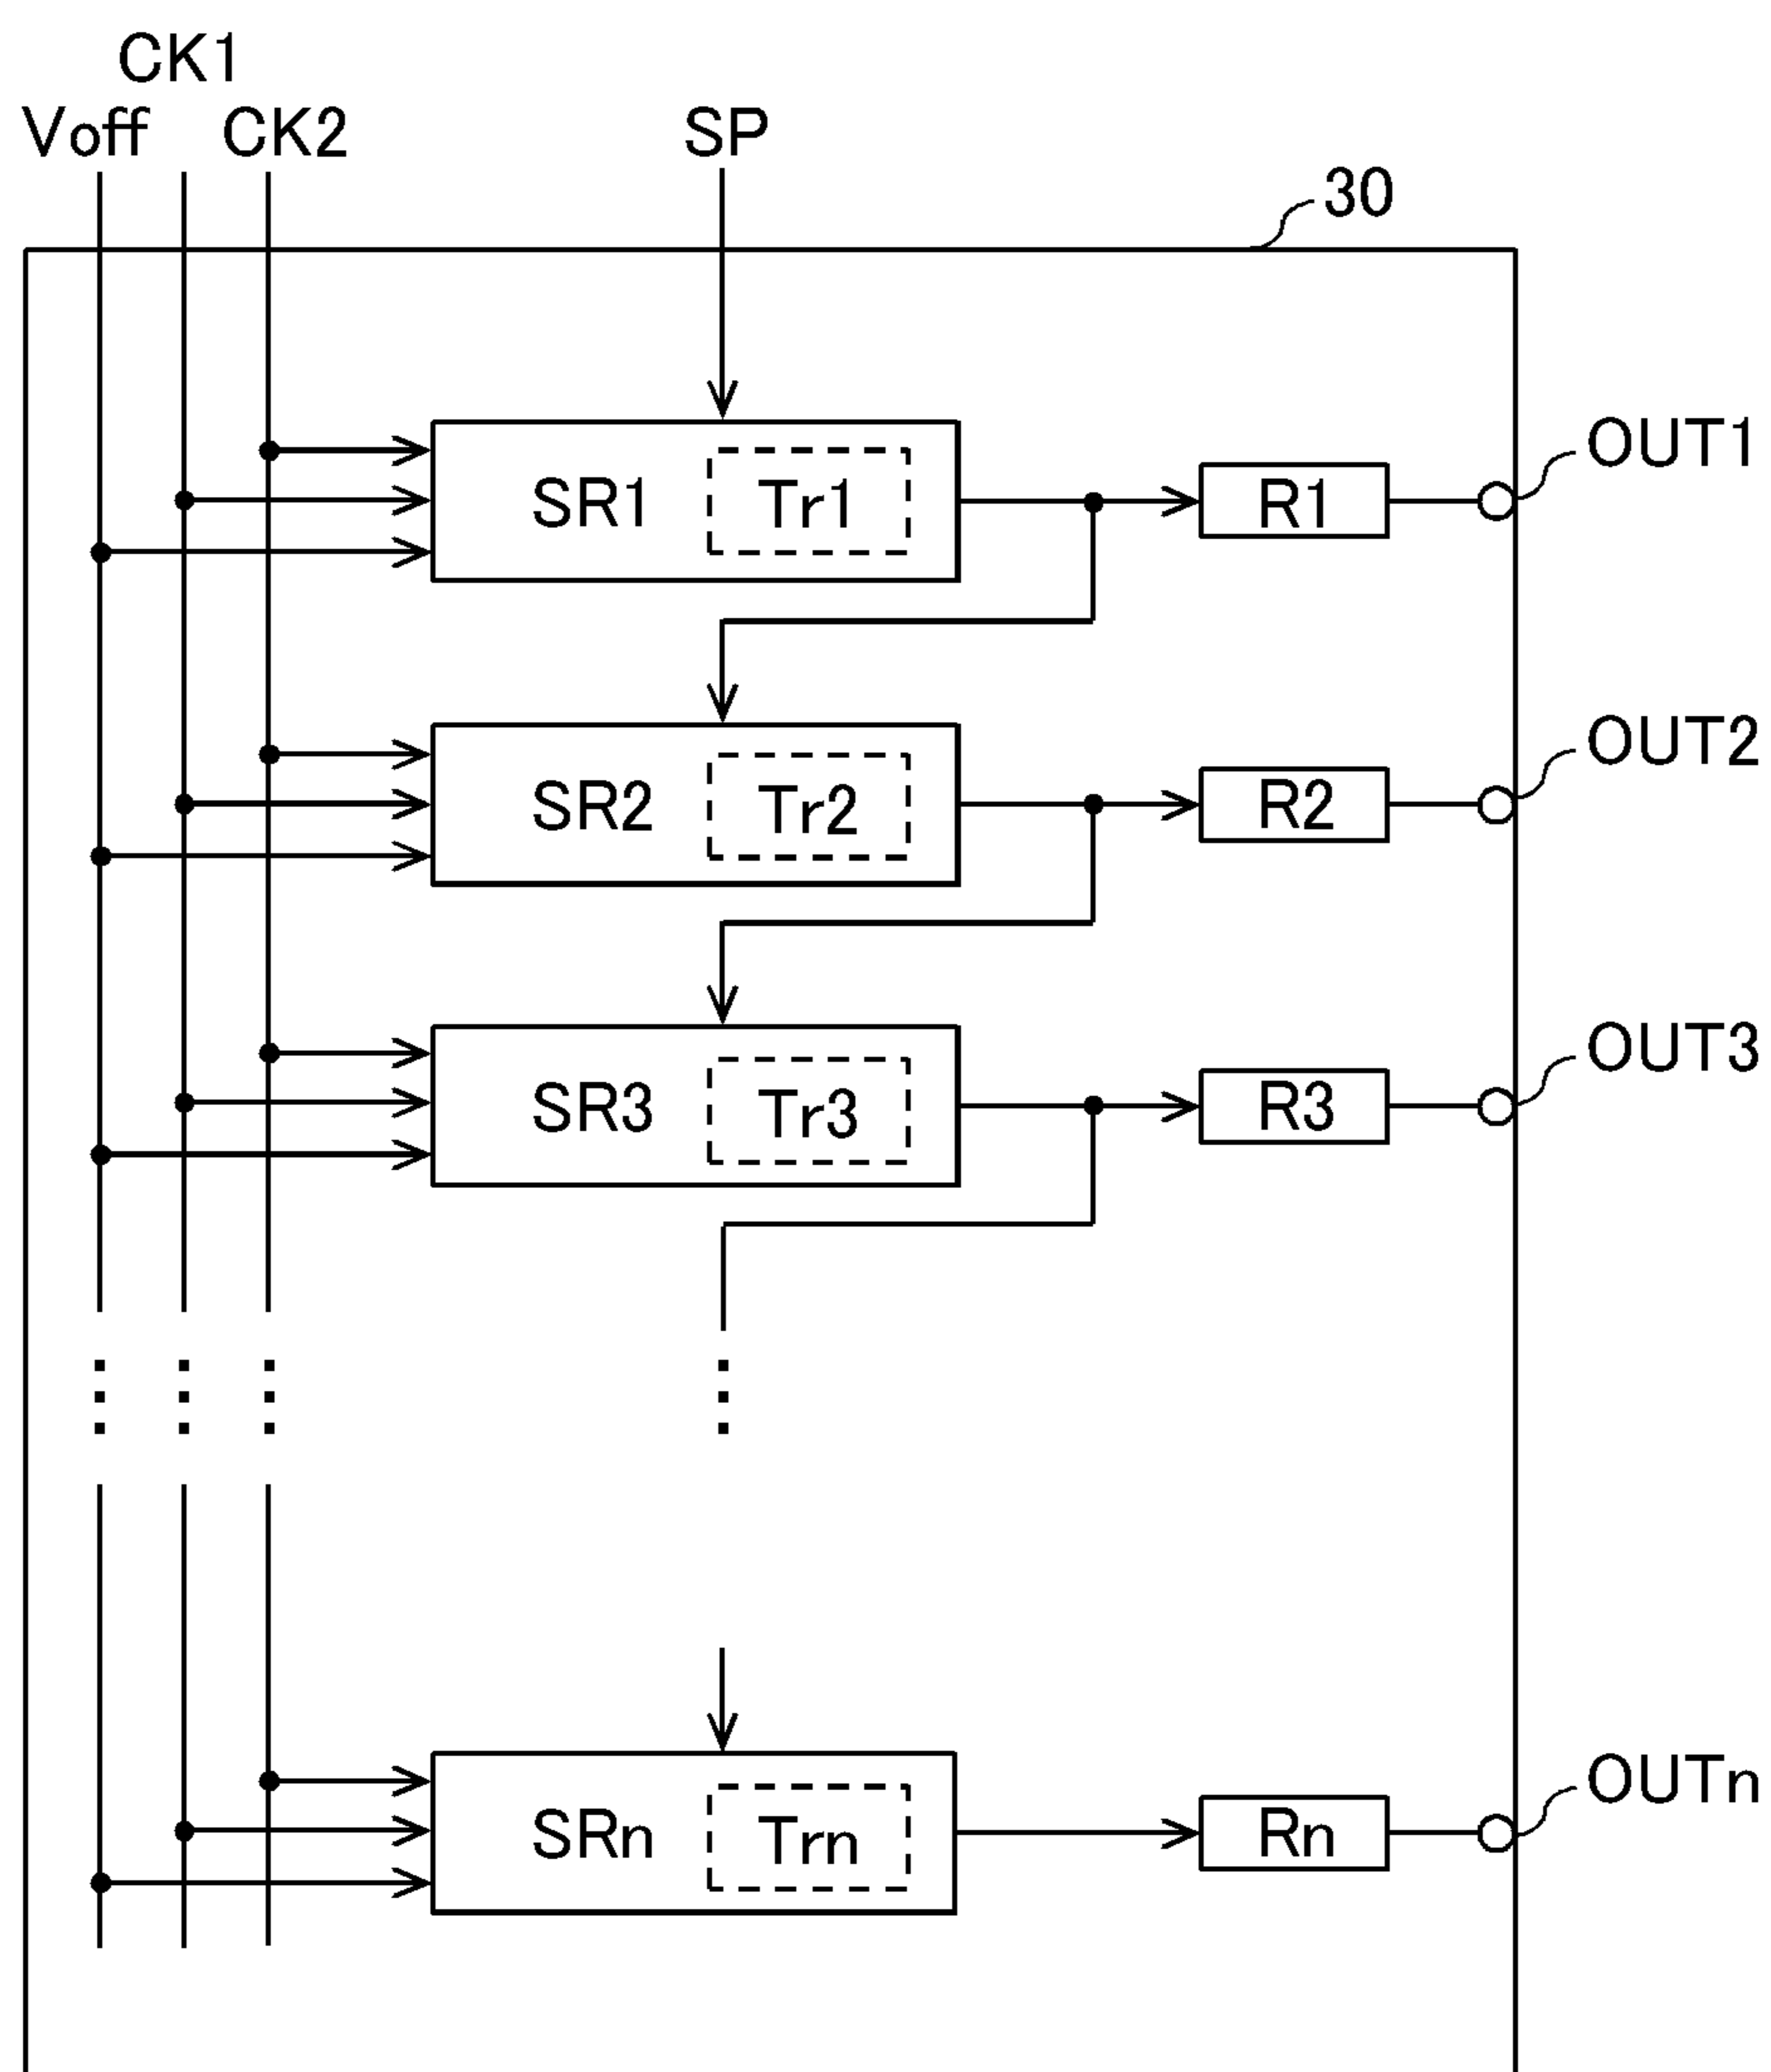 CK1
Voff CK2 SP
30
OUT1
SR1 Tr1 R1
OUT2
SR2 Tr2 R2
OUT3
SR3 Tr3 R3
OUTn
SRn Trn Rn